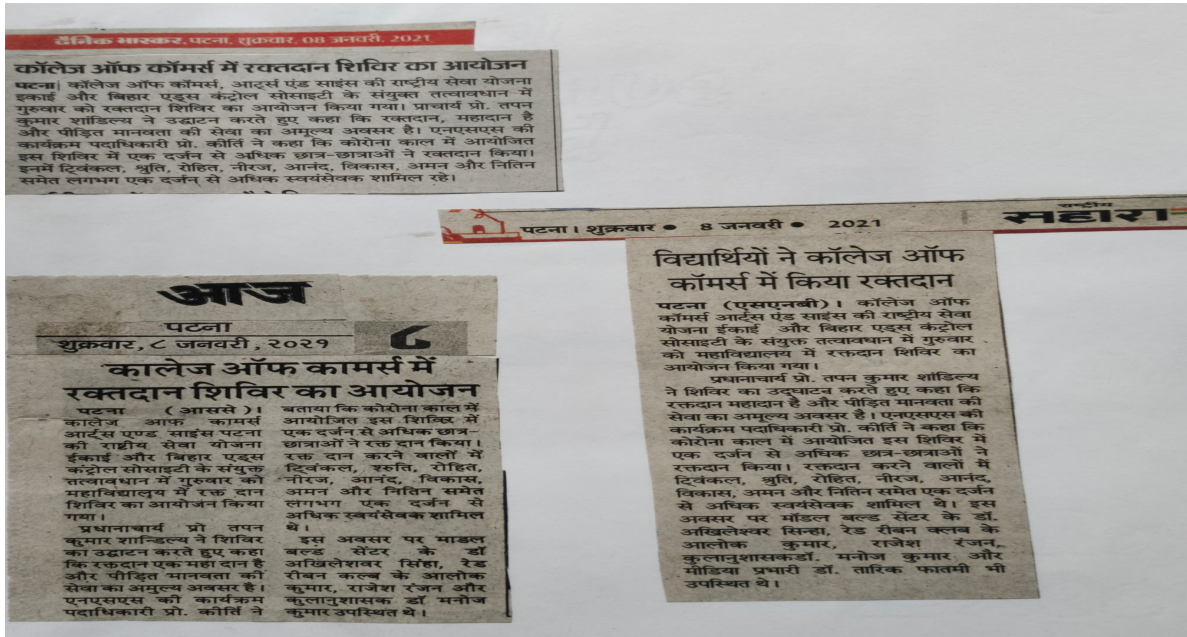 दैनिक भास्कर, पटना, शुक्रवार, 08 जनवरी, 2021
कॉलेज ऑफ कॉमर्स में रक्तदान शिविर का आयोजन
पटना| कॉलेज ऑफ कॉमर्स, आर्ट्स एंड साइंस की राष्ट्रीय सेवा योजना
इकाई और बिहार एड्स कंट्रोल सोसाइटी के संयुक्त तत्वावधान में
गुरुवार को रक्तदान शिविर का आयोजन किया गया। प्राचार्य प्रो. तपन
कुमार शांडिल्य ने उद्घाटन करते हुए कहा कि रक्तदान, महादान है
और पीड़ित मानवता की सेवा का अमूल्य अवसर है। एनएसएस की
कार्यक्रम पदाधिकारी प्रो. कीर्ति ने कहा कि कोरोना काल में आयोजित
इस शिविर में एक दर्जन से अधिक छात्र-छात्राओं ने रक्तदान किया।
इनमें ट्विंकल, श्रुति, रोहित, नीरज, आनंद, विकास, अमन और नितिन
समेत लगभग एक दर्जन से अधिक स्वयंसेवक शामिल रहे।
राष्ट्रीय
सहारा
पटना। शुक्रवार ● 8 जनवरी ● 2021
विद्यार्थियों ने कॉलेज ऑफ
कॉमर्स में किया रक्तदान
पटना (एसएनबी)। कॉलेज ऑफ
कॉमर्स आर्ट्स एंड साइंस की राष्ट्रीय सेवा
योजना ईकाई और बिहार एड्स कंट्रोल
सोसाइटी के संयुक्त तत्वावधान में गुरुवार
को महाविद्यालय में रक्तदान शिविर का
आयोजन किया गया।
प्रधानाचार्य प्रो. तपन कुमार शांडिल्य
ने शिविर का उद्घाटन करते हुए कहा कि
रक्तदान महादान है और पीड़ित मानवता की
सेवा का अमूल्य अवसर है। एनएसएस की
कार्यक्रम पदाधिकारी प्रो. कीर्ति ने कहा कि
कोरोना काल में आयोजित इस शिविर में
एक दर्जन से अधिक छात्र-छात्राओं ने
रक्तदान किया। रक्तदान करने वालों में
ट्विंकल, श्रुति, रोहित, नीरज, आनंद,
विकास, अमन और नितिन समेत एक दर्जन
से अधिक स्वयंसेवक शामिल थे। इस
अवसर पर मॉडल बल्ड सेंटर के डॉ.
अखिलेश्वर सिन्हा, रेड रीबन क्लब के
आलोक कुमार, राजेश रंजन,
कुलानुशासकडॉ. मनोज कुमार और
मीडिया प्रभारी डॉ. तारिक फातमी भी
उपस्थित थे।
आज
पटना
शुक्रवार, ८ जनवरी, २०२१
८
कालेज ऑफ कामर्स में
रक्तदान शिविर का आयोजन
पटना (आससे)।
कालेज आफ कामर्स
आर्ट्स एण्ड साइंस पटना
की राष्ट्रीय सेवा योजना
ईकाई और बिहार एड्स
कंट्रोल सोसाइटी के संयुक्त
तत्वावधान में गुरुवार को
महाविद्यालय में रक्त दान
शिविर का आयोजन किया
गया।
प्रधानाचार्य प्रो तपन
कुमार शान्डिल्य ने शिविर
का उद्घाटन करते हुए कहा
कि रक्तदान एक महा दान है
और पीड़ित मानवता की
सेवा का अमूल्य अवसर है।
एनएसएस की कार्यक्रम
पदाधिकारी प्रो. कीर्ति ने
बताया कि कोरोना काल में
आयोजित इस शिविर में
एक दर्जन से अधिक छात्र-
छात्राओं ने रक्त दान किया।
रक्त दान करने वालों में
ट्विंकल, श्रुति, रोहित,
नीरज, आनंद, विकास,
अमन और नितिन समेत
लगभग एक दर्जन से
अधिक स्वयंसेवक शामिल
थे।
इस अवसर पर माडल
बल्ड सेंटर के डॉ
अखिलेशवर सिंहा, रेड
रीबन कल्ब के आलोक
कुमार, राजेश रंजन और
कुलानुशासक डॉ मनोज
कुमार उपस्थित थे।